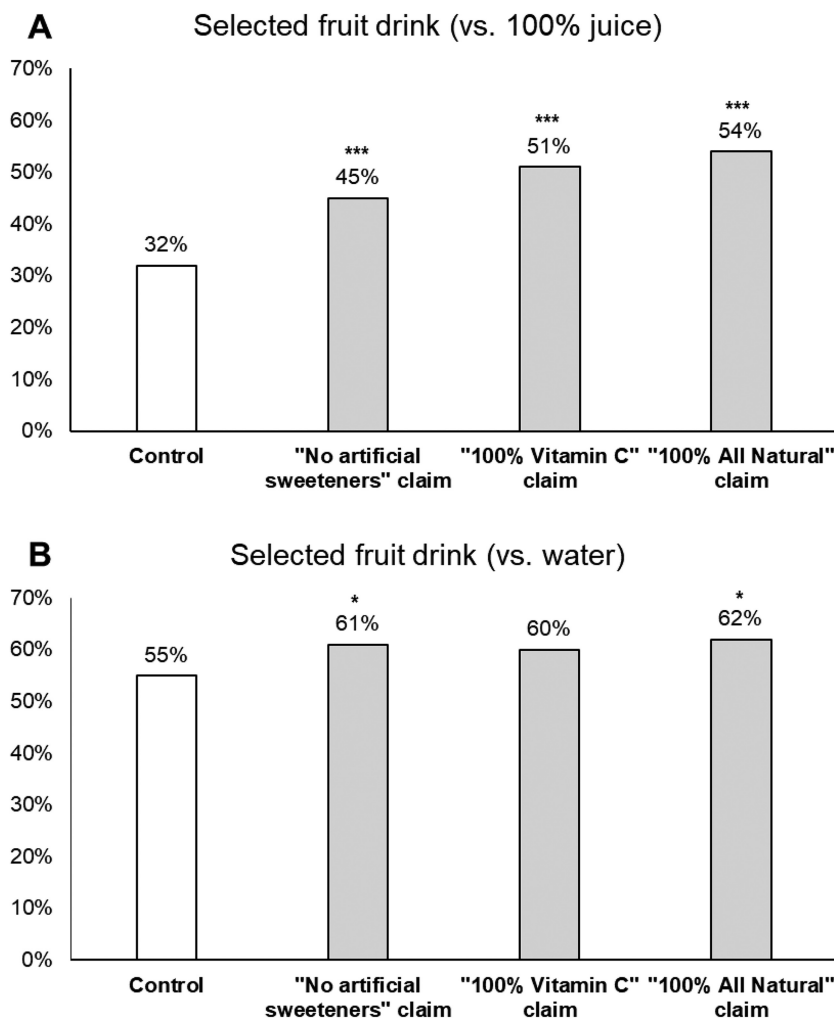 A
Selected fruit drink (vs. 100% juice)
70%
60%
50%
40%
30%
20%
10%
0%
32%
***
45%
***
51%
***
54%
Control
"No artificial
sweeteners" claim
"100% Vitamin C"
claim
"100% All Natural"
claim
B
Selected fruit drink (vs. water)
70%
60%
50%
40%
30%
20%
10%
0%
55%
*
61%
60%
*
62%
Control
"No artificial
sweeteners" claim
"100% Vitamin C"
claim
"100% All Natural"
claim